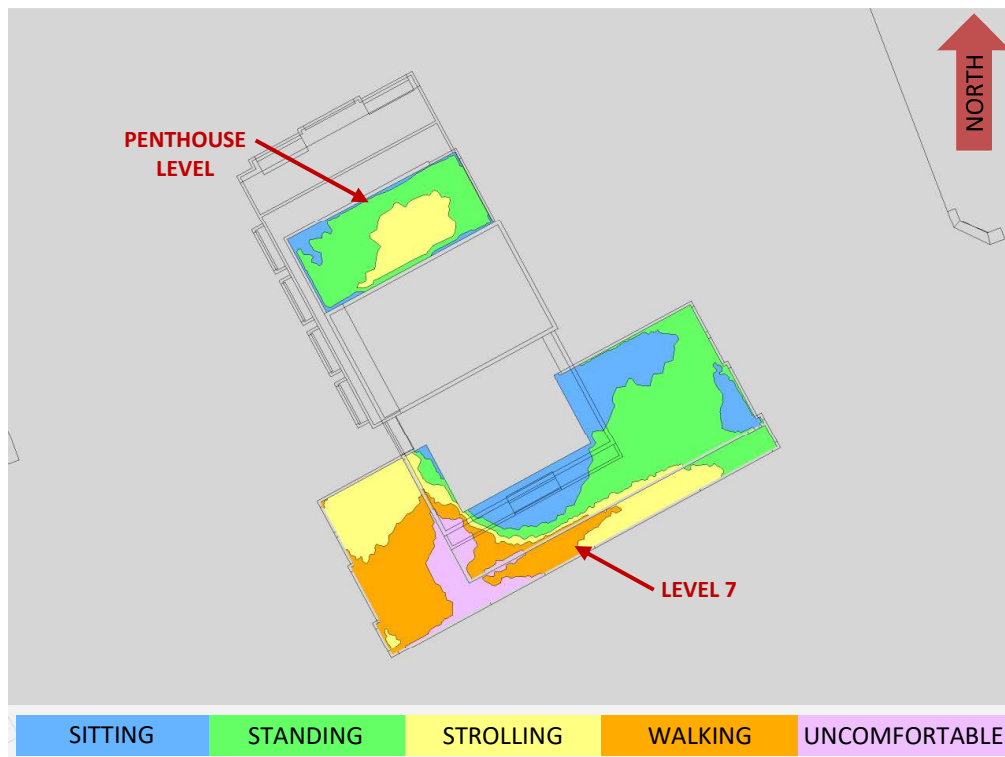 NORTH
PENTHOUSE
LEVEL
LEVEL 7
SITTING
STANDING
STROLLING
WALKING
UNCOMFORTABLE